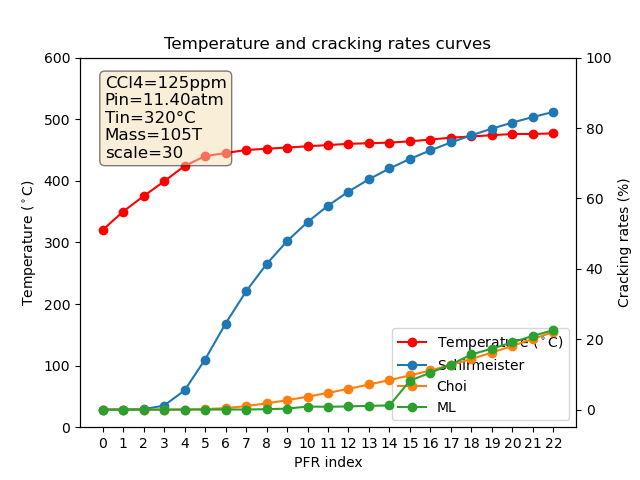 Temperature and cracking rates curves
CCl4=125ppm
Pin=11.40atm
Tin=320°C
Mass=105T
scale=30
Temperature (°C)
600
500
400
300
200
100
0
Cracking rates (%)
100
80
60
40
20
0
Temperature (°C)
Schilmeister
Choi
ML
0 1 2 3 4 5 6 7 8 9 10 11 12 13 14 15 16 17 18 19 20 21 22
PFR index